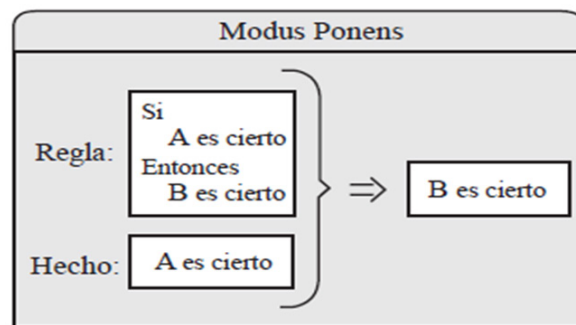 Modus Ponens
Regla:
Si
A es cierto
Entonces
B es cierto
Hecho:
A es cierto
⇒
B es cierto